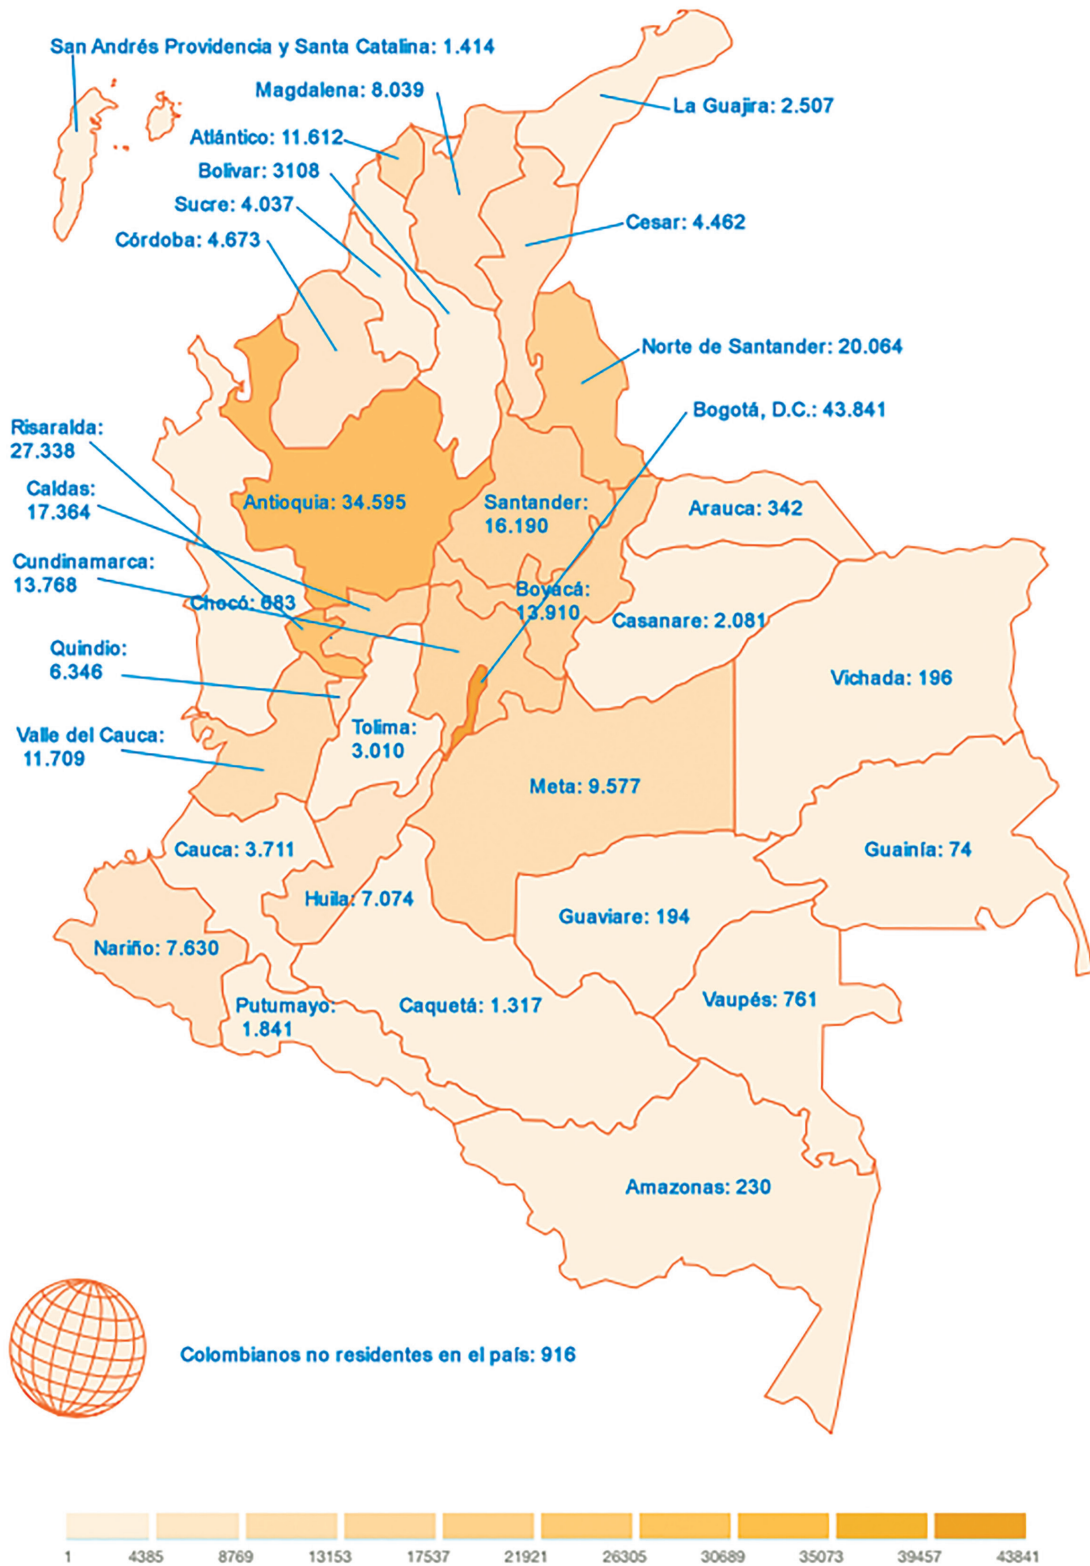 San Andrés Providencia y Santa Catalina: 1.414
Magdalena: 8.039
La Guajira: 2.507
Atlántico: 11.612
Bolivar: 3108
Sucre: 4.037
Cesar: 4.462
Córdoba: 4.673
Norte de Santander: 20.064
Bogotá, D.C.: 43.841
Risaralda:
27.338
Caldas:
17.364
Antioquia: 34.595
Santander:
16.190
Arauca: 342
Cundinamarca:
13.768
Chocó: 683
Boyacá:
13.910
Casanare: 2.081
Quindio:
6.346
Vichada: 196
Valle del Cauca:
11.709
Tolima:
3.010
Meta: 9.577
Cauca: 3.711
Guainía: 74
Huila: 7.074
Guaviare: 194
Nariño: 7.630
Putumayo:
1.841
Caquetá: 1.317
Vaupés: 761
Amazonas: 230
Colombianos no residentes en el país: 916
1 4385 8769 13153 17537 21921 26305 30689 35073 39457 43841